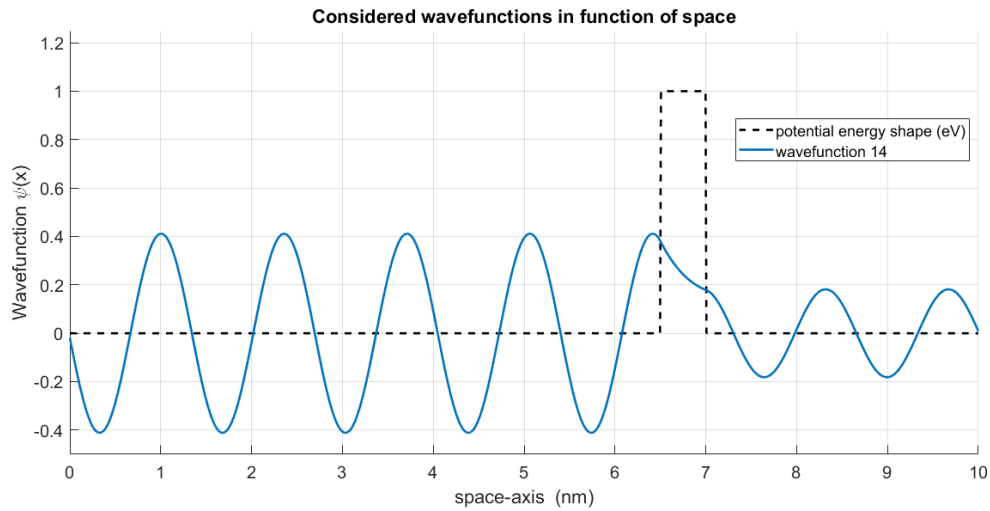 Considered wavefunctions in function of space
Wavefunction ψ(x)
1.2
1
0.8
0.6
0.4
0.2
0
-0.2
-0.4
potential energy shape (eV)
wavefunction 14
0 1 2 3 4 5 6 7 8 9 10
space-axis (nm)